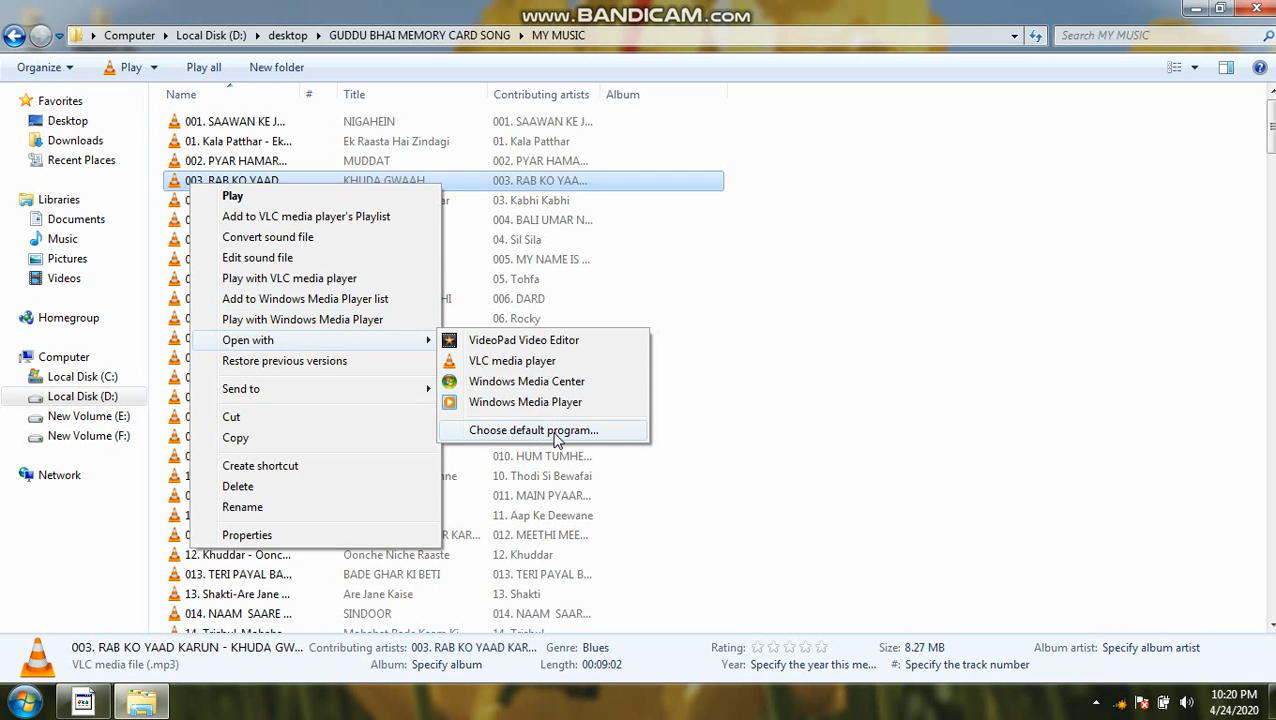 www.BANDICAM.com
Computer Local Disk (D:) desktop GUDDU BHAI MEMORY CARD SONG MY MUSIC
Search MY MUSIC
Organize Play Play all New folder
Name # Title Contributing artists Album
Favorites
Desktop
Downloads
Recent Places
Libraries
Documents
Music
Pictures
Videos
Homegroup
Computer
Local Disk (C:)
Local Disk (D:)
New Volume (E:)
New Volume (F:)
Network
001. SAAWAN KE J... NIGAHEIN 001. SAAWAN KE J...
01. Kala Patthar - Ek... Ek Raasta Hai Zindagi 01. Kala Patthar
002. PYAR HAMAR... MUDDAT 002. PYAR HAMA...
003. RAB KO YAAD KHUDA GWAAH 003. RAB KO YAA...
03. Kabhi Kabhi
004. BALI UMAR N...
04. Sil Sila
005. MY NAME IS ...
05. Tohfa
006. DARD
06. Rocky
010. HUM TUMHE...
10. Thodi Si Bewafai
011. MAIN PYAAR...
11. Aap Ke Deewane
012. MEETHI MEE...
12. Khuddar - Oonc... Oonche Niche Raaste 12. Khuddar
013. TERI PAYAL BA... BADE GHAR KI BETI 013. TERI PAYAL B...
13. Shakti-Are Jane ... Are Jane Kaise 13. Shakti
014. NAAM SAARE ... SINDOOR 014. NAAM SAR...
Play
Add to VLC media player's Playlist
Convert sound file
Edit sound file
Play with VLC media player
Add to Windows Media Player list
Play with Windows Media Player
Open with
Restore previous versions
Send to
Cut
Copy
Create shortcut
Delete
Rename
Properties
VideoPad Video Editor
VLC media player
Windows Media Center
Windows Media Player
Choose default program...
003. RAB KO YAAD KARUN - KHUDA GW... Contributing artists: 003. RAB KO YAAD KAR... Genre: Blues Rating: Size: 8.27 MB Album artist: Specify album artist
VLC media file (.mp3) Album: Specify album Length: 00:09:02 Year: Specify the year this me... #: Specify the track number
10:20 PM
4/24/2020